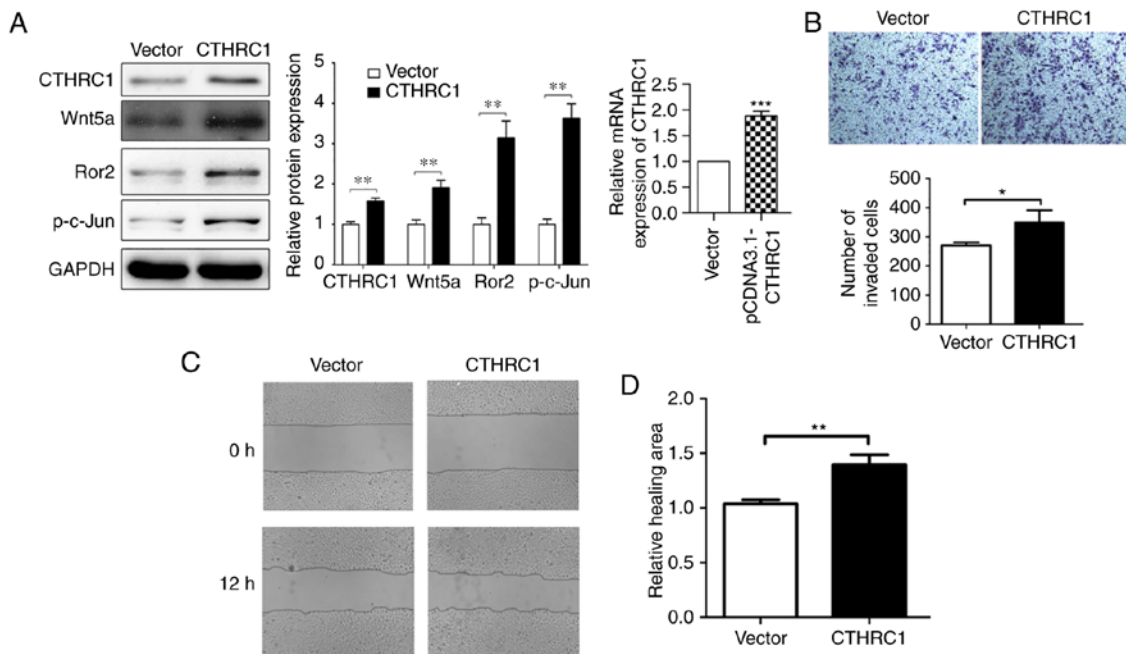 A
Vector CTHRC1
CTHRC1
Wnt5a
Ror2
p-c-Jun
GAPDH
Relative protein expression
5
4
3
2
1
0
Vector
CTHRC1
**
**
**
**
CTHRC1 Wnt5a Ror2 p-c-Jun
Relative mRNA
expression of CTHRC1
2.5
2.0
1.5
1.0
0.5
0.0
***
Vector
pCDNA3.1-
CTHRC1
B
Vector CTHRC1
Number of
invaded cells
500
400
300
200
100
0
*
Vector CTHRC1
C
Vector CTHRC1
0 h
12 h
D
Relative healing area
2.0
1.5
1.0
0.5
0.0
**
Vector CTHRC1